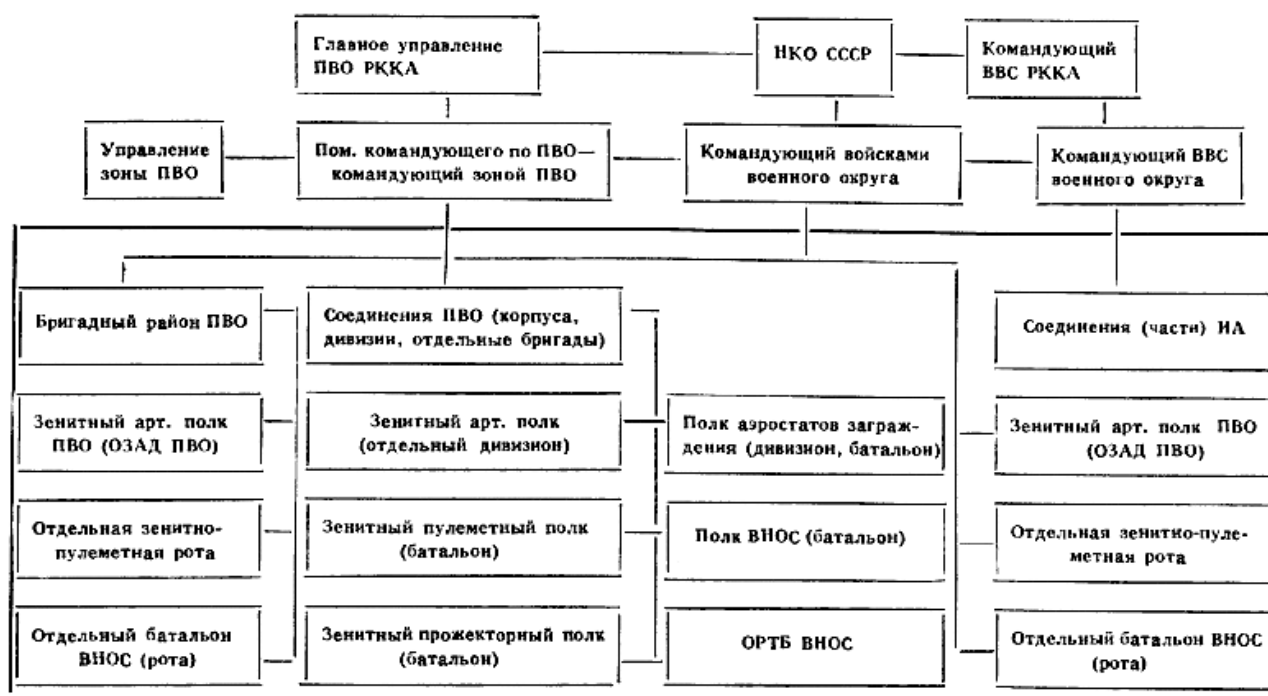 Главное управление
ПВО РККА
НКО СССР
Командующий
ВВС РККА
Управление
зоны ПВО
Пом. командующего по ПВО—
командующий зоной ПВО
Командующий войсками
военного округа
Командующий ВВС
военного округа
Бригадный район ПВО
Соединения ПВО (корпуса,
дивизии, отдельные бригады)
Соединения (части) ИА
Зенитный арт. полк
ПВО (ОЗАД ПВО)
Зенитный арт. полк
(отдельный дивизион)
Полк аэростатов заграж-
дения (дивизион, батальон)
Зенитный арт. полк ПВО
(ОЗАД ПВО)
Отдельная зенитно-
пулеметная рота
Зенитный пулеметный полк
(батальон)
Полк ВНОС (батальон)
Отдельная зенитно-пуле-
метная рота
Отдельный батальон
ВНОС (рота)
Зенитный прожекторный полк
(батальон)
ОРТБ ВНОС
Отдельный батальон ВНОС
(рота)